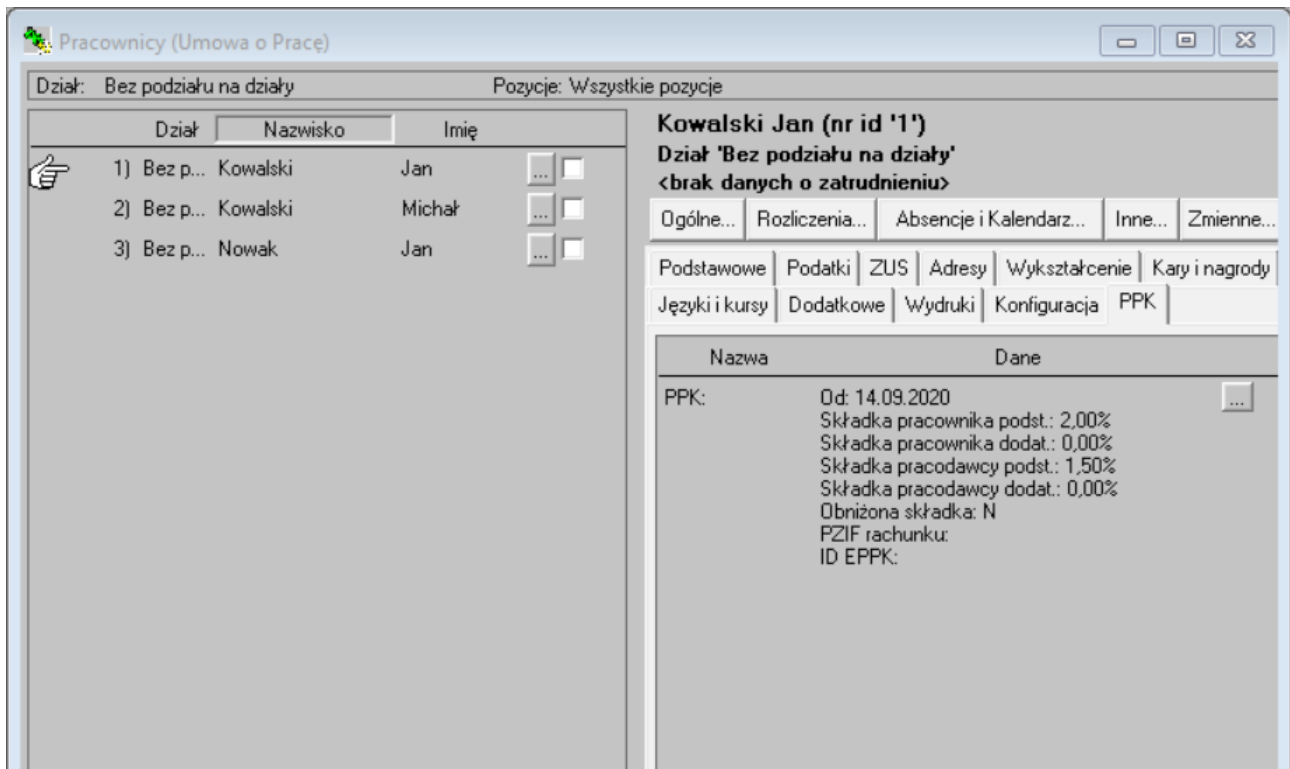 Pracownicy (Umowa o Pracę)
Dział: Bez podziału na działy Pozycje: Wszystkie pozycje
Dział Nazwisko Imię
1) Bez p... Kowalski Jan ...
2) Bez p... Kowalski Michał ...
3) Bez p... Nowak Jan ...
Kowalski Jan (nr id '1')
Dział 'Bez podziału na działy'
<brak danych o zatrudnieniu>
Ogólne... Rozliczenia... Absencje i Kalendarz... Inne... Zmienne...
Podstawowe Podatki ZUS Adresy Wykształcenie Kary i nagrody
Języki i kursy Dodatkowe Wydruki Konfiguracja PPK
Nazwa Dane
PPK: Od: 14.09.2020 ...
Składka pracownika podst.: 2,00%
Składka pracownika dodat.: 0,00%
Składka pracodawcy podst.: 1,50%
Składka pracodawcy dodat.: 0,00%
Obniżona składka: N
PZIF rachunku:
ID EPPK: